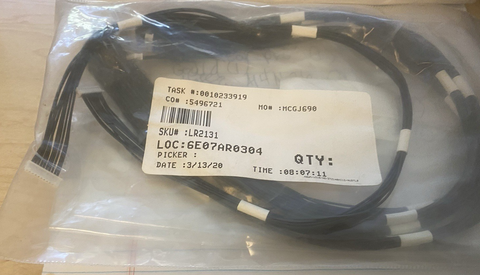 TASK #:0010233919
CO# :5496721
MO# :MCGJ690
SKU# :LR2131
LOC:6E07AR0304
PICKER :
QTY:
DATE :3/13/20
TIME :08:07:11